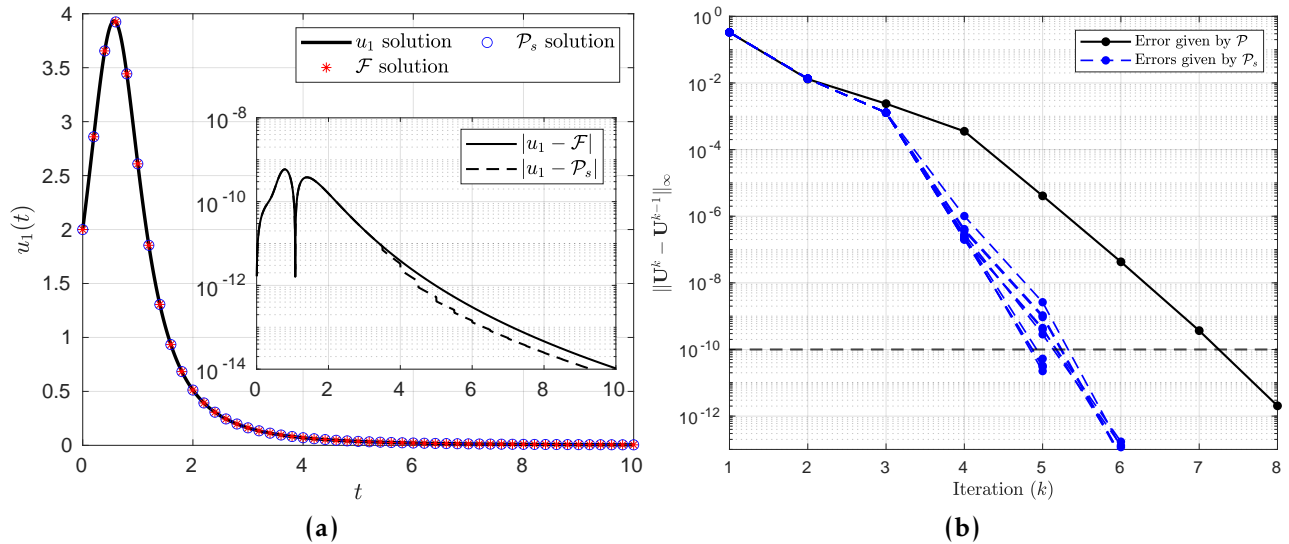 4
3.5
3
2.5
2
1.5
1
0.5
0
0 2 4 6 8 10
t
u₁(t)
u₁ solution
𝒫ₛ solution
ℱ solution
10⁻⁸
10⁻¹⁰
10⁻¹²
10⁻¹⁴
0 2 4 6 8 10
|u₁ − ℱ|
|u₁ − 𝒫ₛ|
(a)
10⁰
10⁻²
10⁻⁴
10⁻⁶
10⁻⁸
10⁻¹⁰
10⁻¹²
1 2 3 4 5 6 7 8
Iteration (k)
||𝐔ᵏ − 𝐔ᵏ⁻¹||∞
Error given by 𝒫
Errors given by 𝒫ₛ
(b)